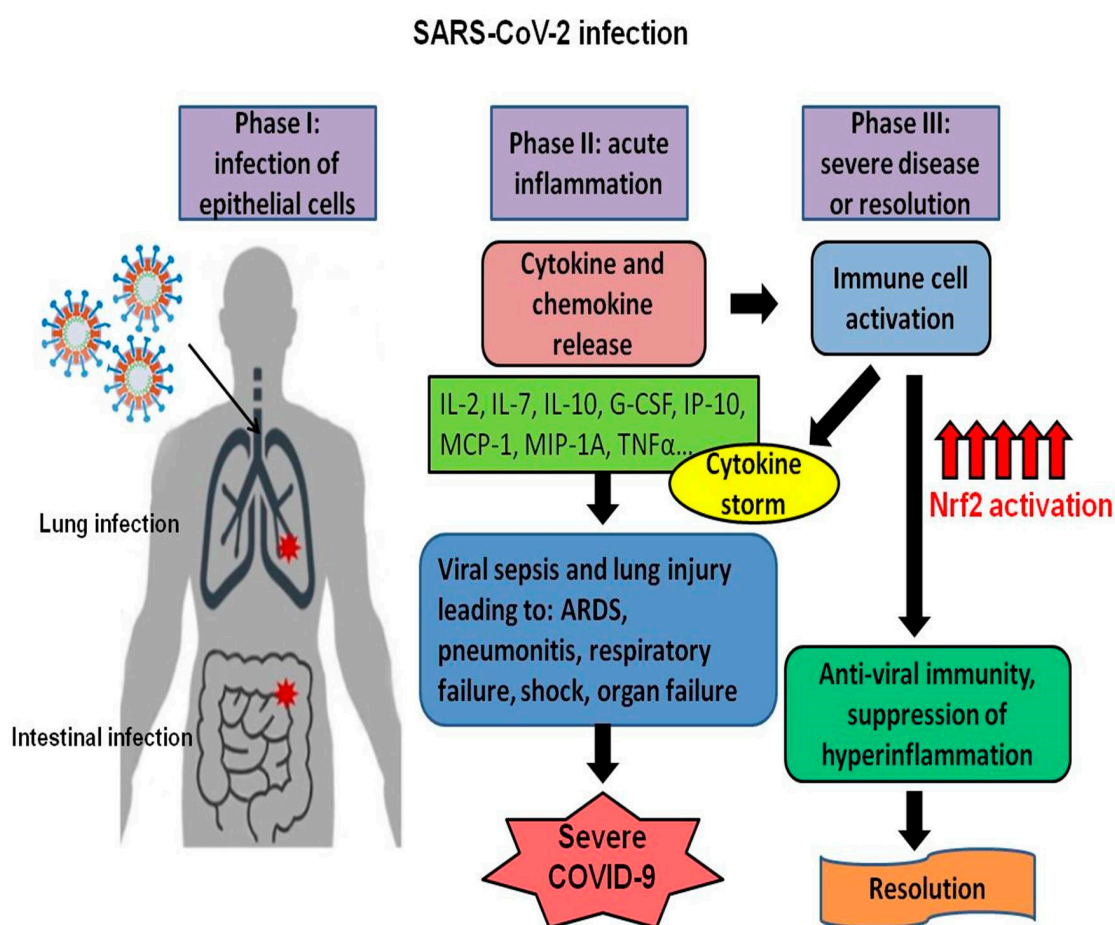 SARS-CoV-2 infection
Phase I:
infection of
epithelial cells
Phase II: acute
inflammation
Phase III:
severe disease
or resolution
Cytokine and
chemokine
release
Immune cell
activation
IL-2, IL-7, IL-10, G-CSF, IP-10,
MCP-1, MIP-1A, TNFα...
Cytokine
storm
Nrf2 activation
Lung infection
Viral sepsis and lung injury
leading to: ARDS,
pneumonitis, respiratory
failure, shock, organ failure
Anti-viral immunity,
suppression of
hyperinflammation
Intestinal infection
Severe
COVID-9
Resolution